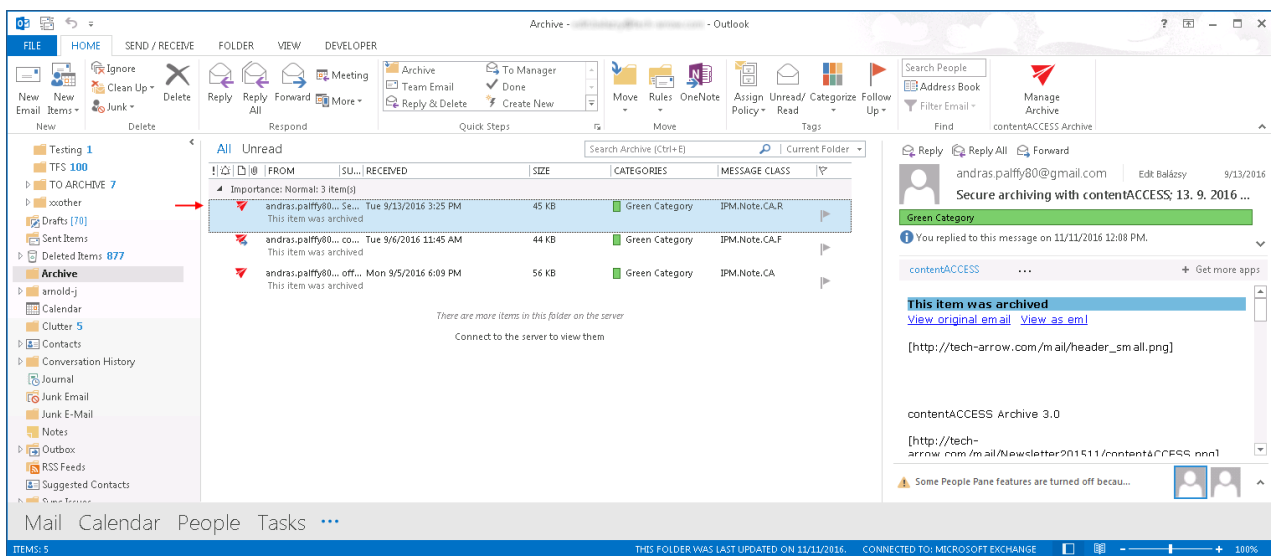 Archive - - Outlook
FILE HOME SEND / RECEIVE FOLDER VIEW DEVELOPER
New Email
New Items
Ignore
Clean Up
Junk
Delete
Reply
Reply All
Forward
Meeting
More
Archive
Team Email
Reply & Delete
To Manager
Done
Create New
Move
Rules
OneNote
Assign Policy
Unread/ Read
Categorize
Follow Up
Search People
Address Book
Filter Email
Manage Archive
New Delete Respond Quick Steps Move Tags Find contentACCESS Archive
Testing 1
TFS 100
TO ARCHIVE 7
xxother
Drafts [70]
Sent Items
Deleted Items 877
Archive
arnold-j
Calendar
Clutter 5
Contacts
Conversation History
Journal
Junk Email
Junk E-Mail
Notes
Outbox
RSS Feeds
Suggested Contacts
Sync Issues
All Unread
Search Archive (Ctrl+E) Current Folder
FROM SU... RECEIVED SIZE CATEGORIES MESSAGE CLASS
Importance: Normal: 3 item(s)
andras.palffy80... Se... Tue 9/13/2016 3:25 PM 45 KB Green Category IPM.Note.CA.R
This item was archived
andras.palffy80... co... Tue 9/6/2016 11:45 AM 44 KB Green Category IPM.Note.CA.F
This item was archived
andras.palffy80... off... Mon 9/5/2016 6:09 PM 56 KB Green Category IPM.Note.CA
This item was archived
There are more items in this folder on the server
Connect to the server to view them
Reply Reply All Forward
andras.palffy80@gmail.com Edit Balázsy 9/13/2016
Secure archiving with contentACCESS; 13. 9. 2016 ...
Green Category
You replied to this message on 11/11/2016 12:08 PM.
contentACCESS ... + Get more apps
This item was archived
View original email View as eml
[http://tech-arrow.com/mail/header_small.png]
contentACCESS Archive 3.0
[http://tech-
arrow.com/mail/Newsletter201511/contentACCESS.png]
Some People Pane features are turned off becau...
Mail Calendar People Tasks ...
ITEMS: 5 THIS FOLDER WAS LAST UPDATED ON 11/11/2016. CONNECTED TO: MICROSOFT EXCHANGE 100%